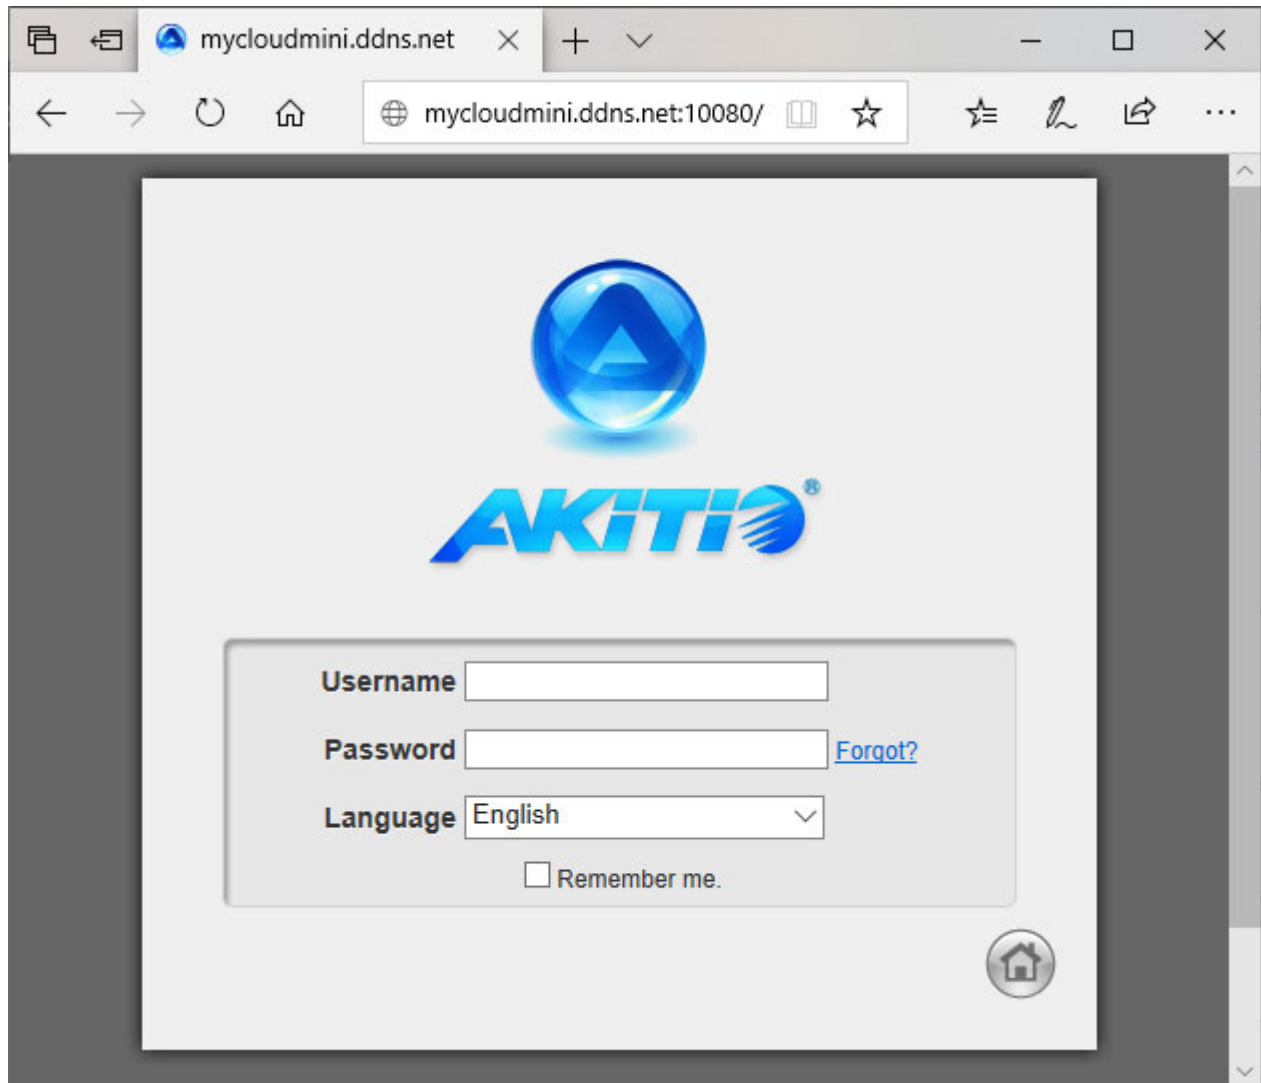 mycloudmini.ddns.net
mycloudmini.ddns.net:10080/
AKiTiO®
Username
Password Forgot?
Language English
Remember me.